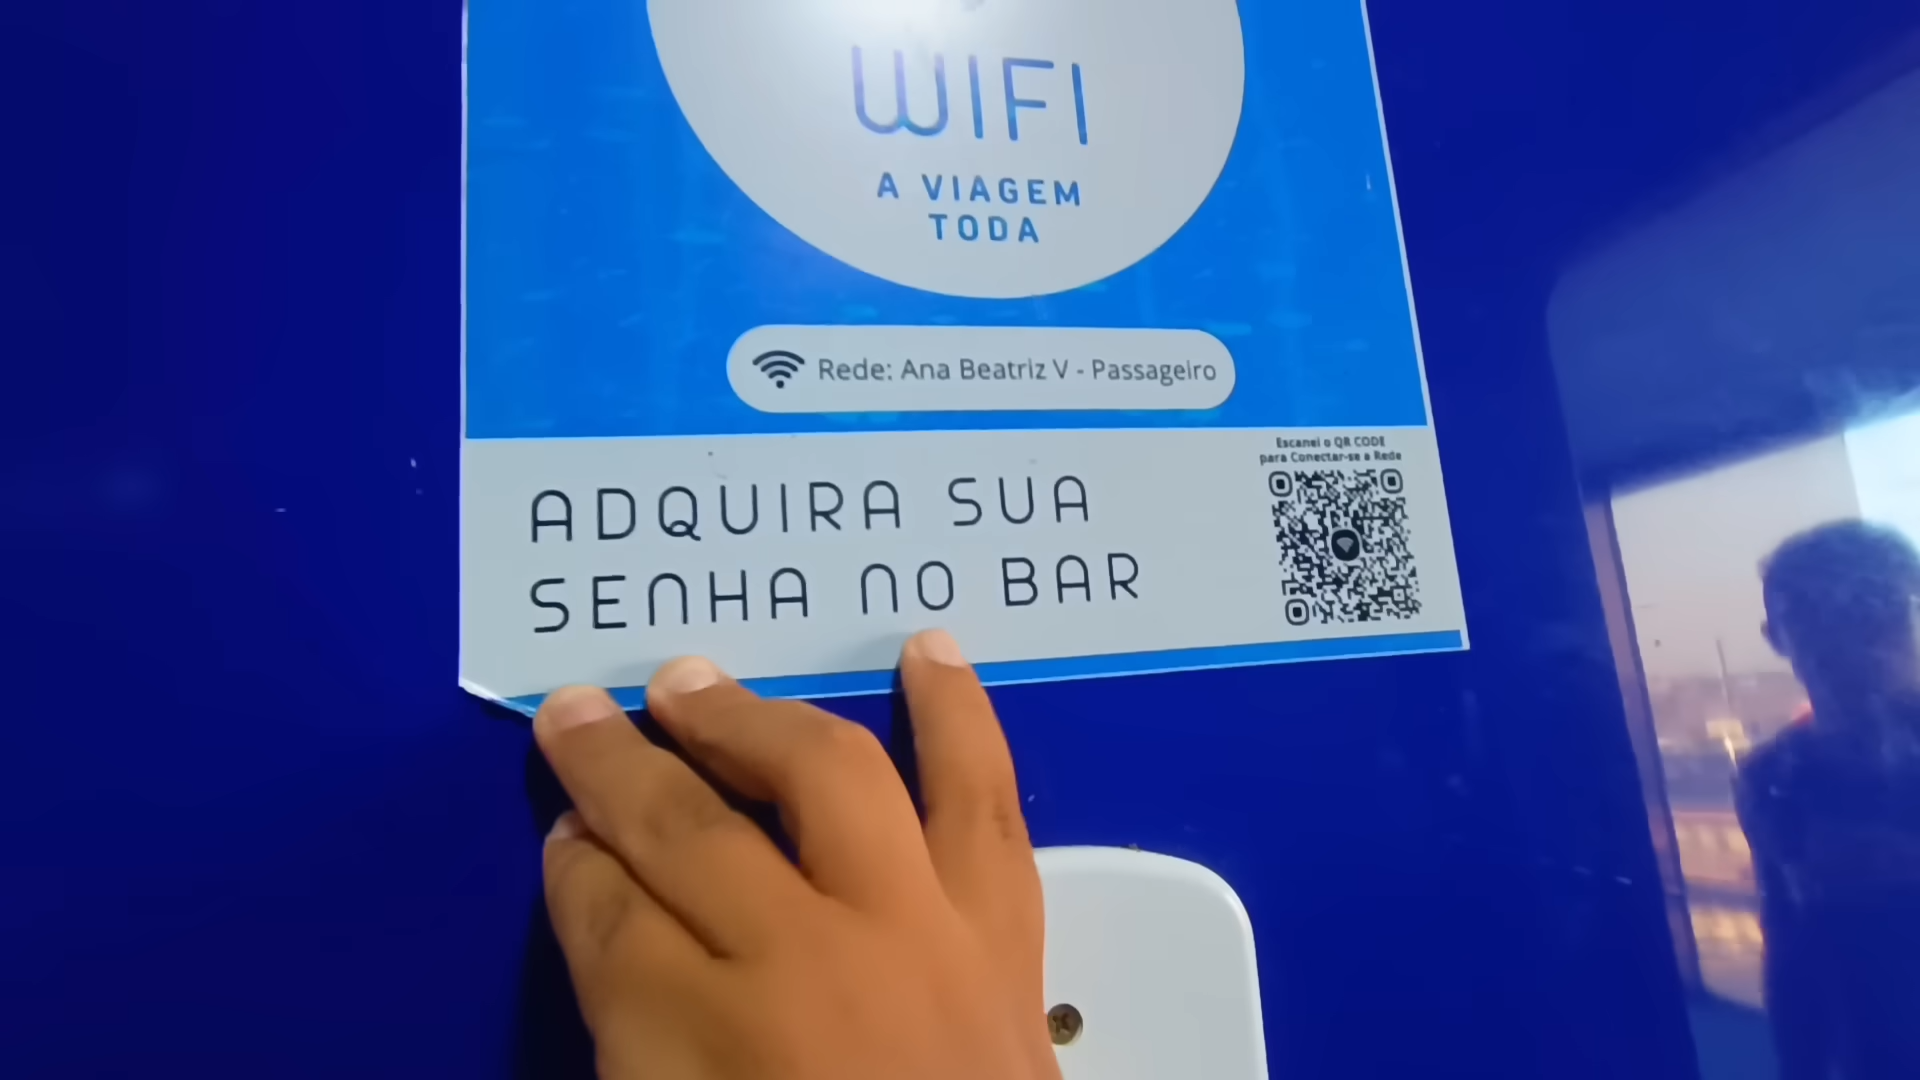 WIFI
A VIAGEM
TODA
Rede: Ana Beatriz V - Passageiro
Escanei o QR CODE
para Conectar-se a Rede
ADQUIRA SUA
SENHA NO BAR